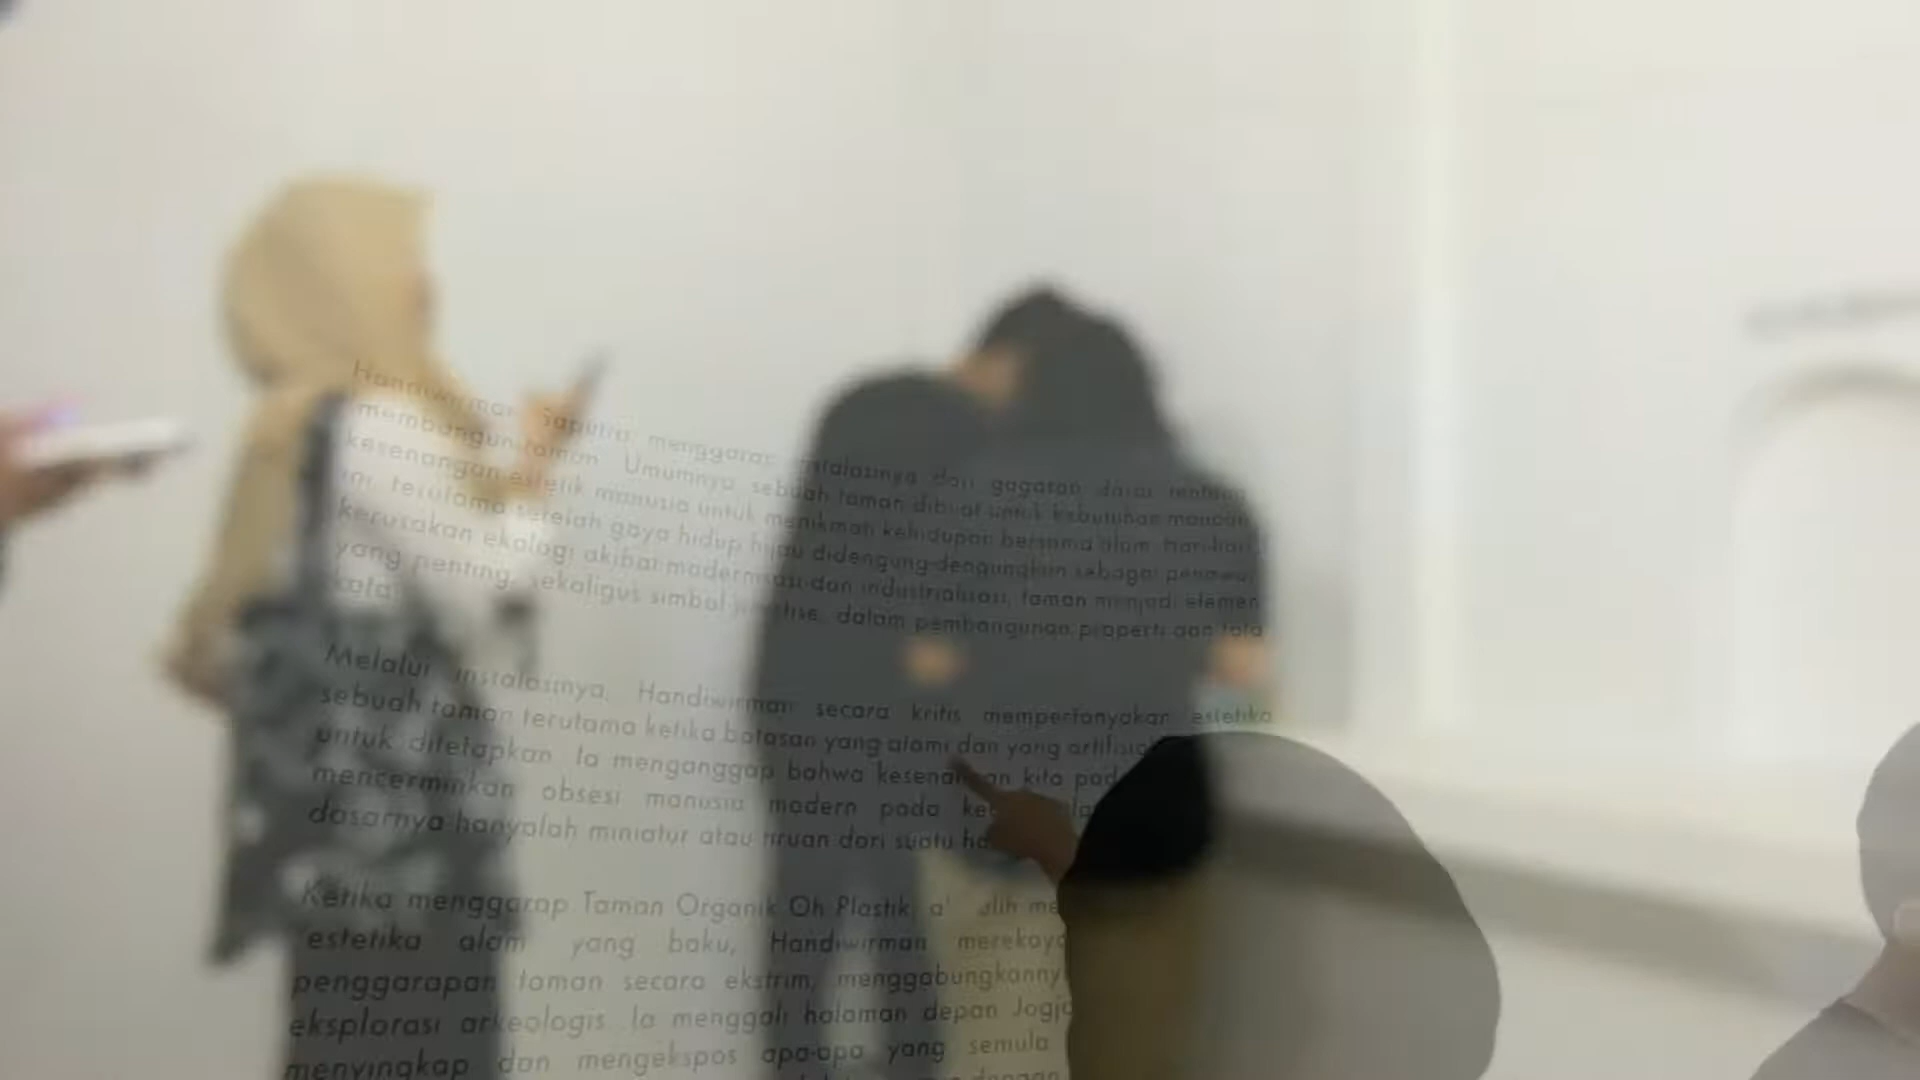 Handiwirman Saputra menggarap instalasinya dari gagasan dasar tentang
membangun taman. Umumnya, sebuah taman dibuat untuk kebutuhan manusia,
kesenangan estetik manusia untuk menikmati kehidupan bersama alam. Hari-hari
ini, terutama setelah gaya hidup hijau didengung-dengungkan sebagai penawar
kerusakan ekologi akibat modernisasi dan industrialisasi, taman menjadi elemen
yang penting, sekaligus simbol dalam pembangunan properti dan tata
kota.
Melalui instalasinya, Handiwirman secara kritis mempertanyakan estetika
sebuah taman terutama ketika batasan yang alami dan yang artifisial
untuk ditetapkan. Ia menganggap bahwa kesenangan kita pada
mencerminkan obsesi manusia modern pada
dasarnya hanyalah miniatur atau tiruan dari suatu
Ketika menggarap Taman Organik Oh Plastik, alih
estetika alam yang baku, Handiwirman
penggarapan taman secara ekstrim, menggabungkannya
eksplorasi arkeologis. Ia menggali halaman depan Jogja
menyingkap dan mengekspos apa-apa yang semula
dengan